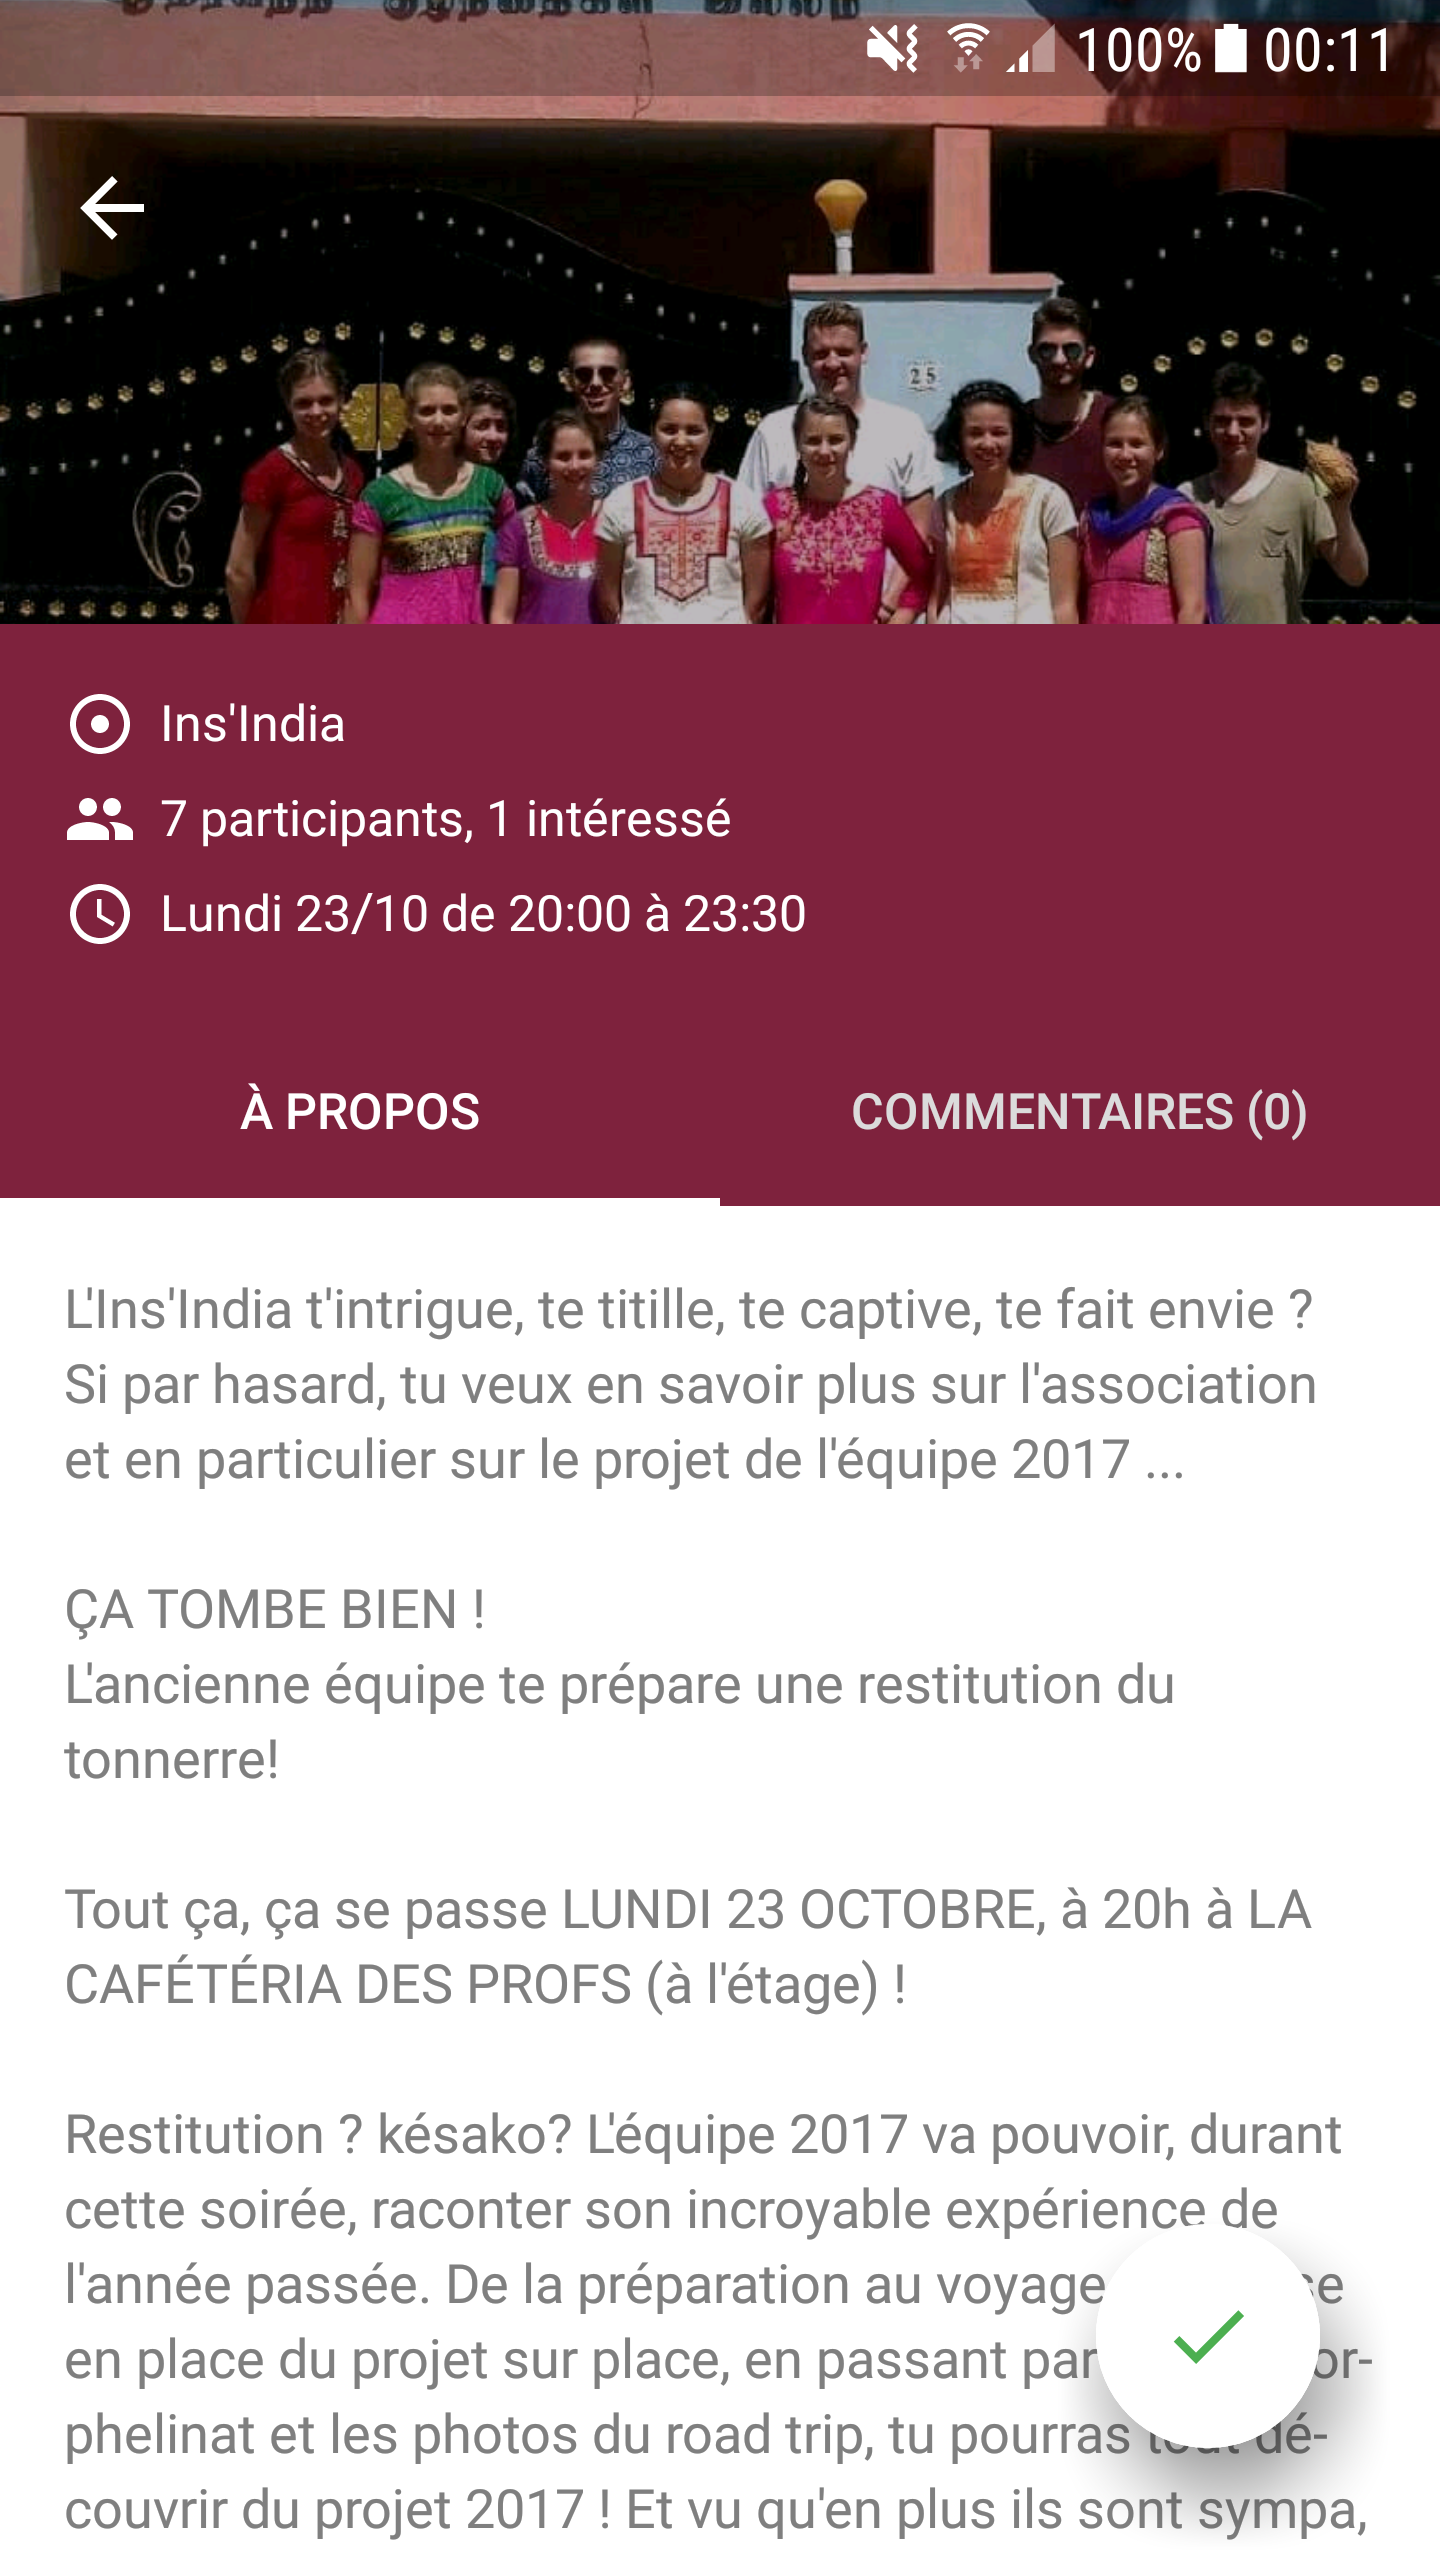 100% 00:11
25
Ins'India
7 participants, 1 intéressé
Lundi 23/10 de 20:00 à 23:30
À PROPOS
COMMENTAIRES (0)
L'Ins'India t'intrigue, te titille, te captive, te fait envie ?
Si par hasard, tu veux en savoir plus sur l'association
et en particulier sur le projet de l'équipe 2017 ...
ÇA TOMBE BIEN !
L'ancienne équipe te prépare une restitution du
tonnerre!
Tout ça, ça se passe LUNDI 23 OCTOBRE, à 20h à LA
CAFÉTÉRIA DES PROFS (à l'étage) !
Restitution ? késako? L'équipe 2017 va pouvoir, durant
cette soirée, raconter son incroyable expérience de
l'année passée. De la préparation au voyage
en place du projet sur place, en passant par or-
phelinat et les photos du road trip, tu pourras tout dé-
couvrir du projet 2017 ! Et vu qu'en plus ils sont sympa,